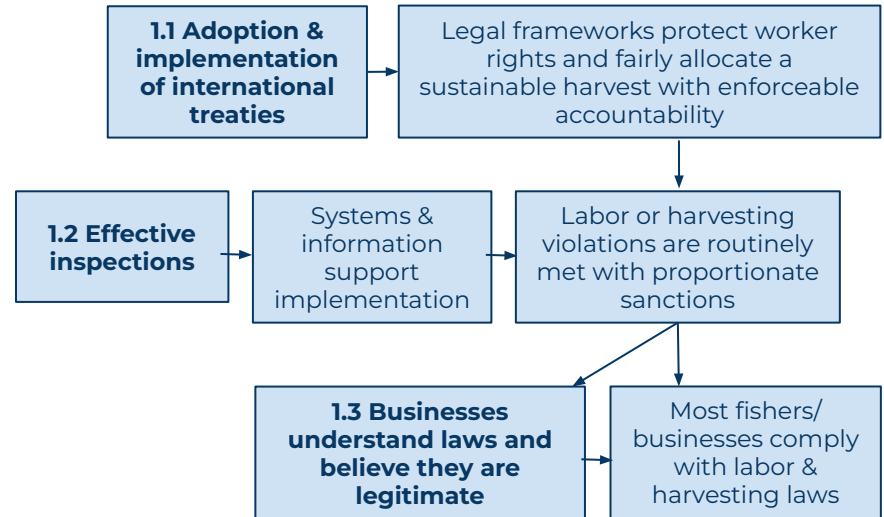 1.1 Adoption &
implementation
of international
treaties
Legal frameworks protect worker
rights and fairly allocate a
sustainable harvest with enforceable
accountability
1.2 Effective
inspections
Systems &
information
support
implementation
Labor or harvesting
violations are routinely
met with proportionate
sanctions
1.3 Businesses
understand laws and
believe they are
legitimate
Most fishers/
businesses comply
with labor &
harvesting laws